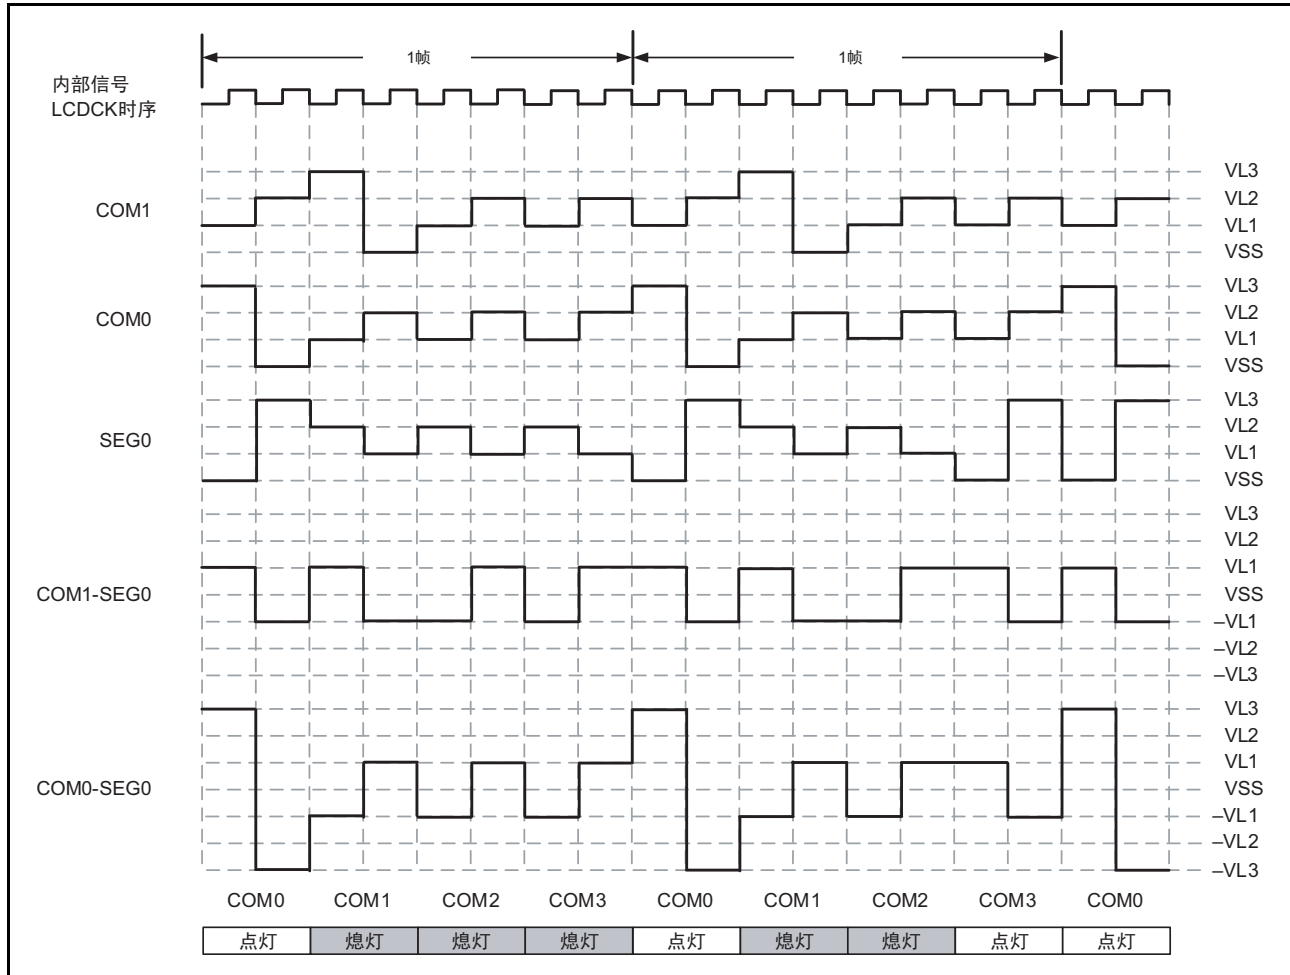 1帧 1帧
内部信号
LCDCK时序
VL3
COM1 VL2
VL1
VSS
VL3
COM0 VL2
VL1
VSS
VL3
SEG0 VL2
VL1
VSS
VL3
VL2
VL1
COM1-SEG0 VSS
–VL1
–VL2
–VL3
VL3
VL2
VL1
COM0-SEG0 VSS
–VL1
–VL2
–VL3
COM0 COM1 COM2 COM3 COM0 COM1 COM2 COM3 COM0
点灯 熄灯 熄灯 熄灯 点灯 熄灯 熄灯 点灯 点灯